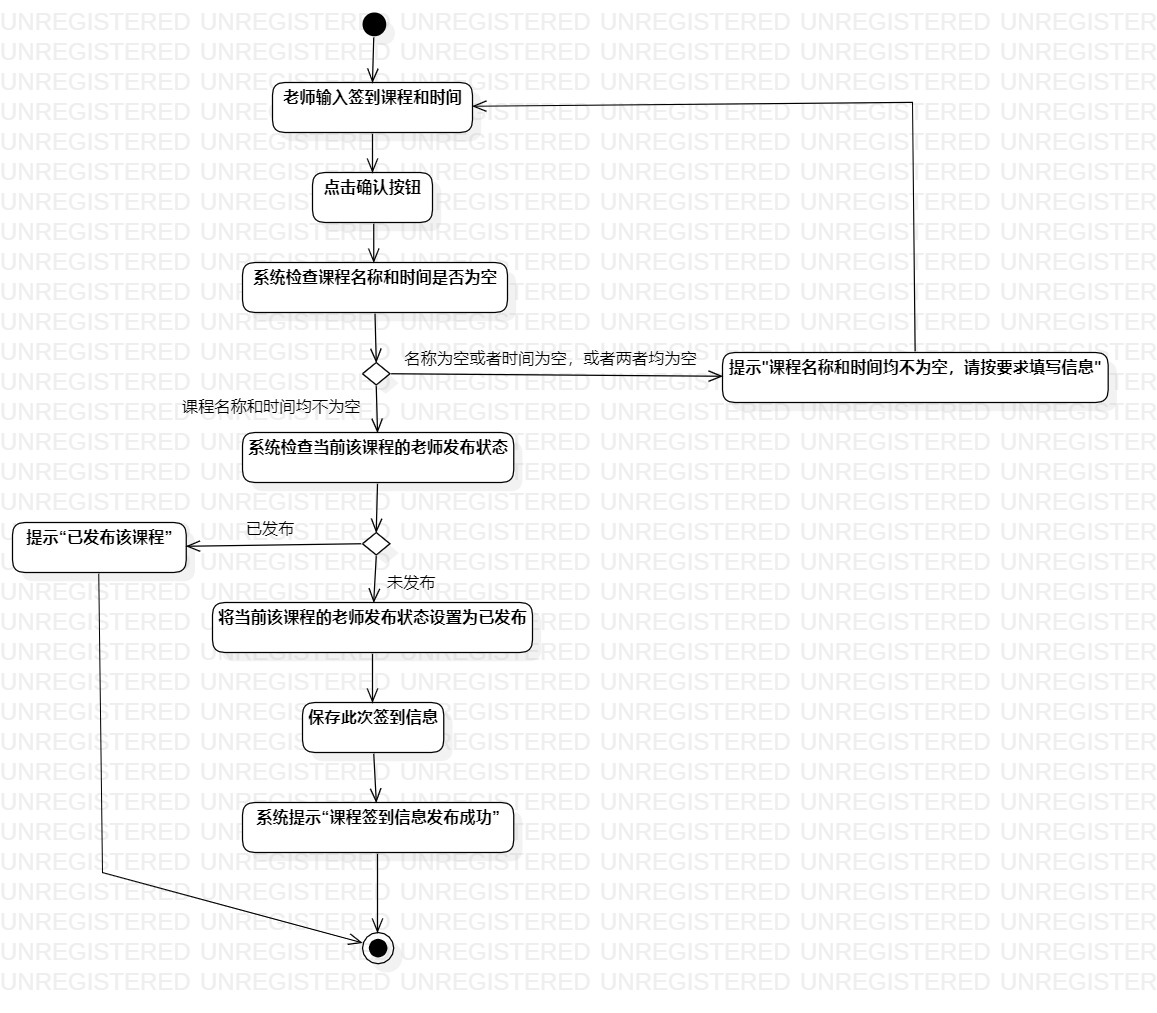 老师输入签到课程和时间
点击确认按钮
系统检查课程名称和时间是否为空
名称为空或者时间为空，或者两者均为空
提示"课程名称和时间均不为空，请按要求填写信息"
课程名称和时间均不为空
系统检查当前该课程的老师发布状态
已发布
提示“已发布该课程”
未发布
将当前该课程的老师发布状态设置为已发布
保存此次签到信息
系统提示“课程签到信息发布成功”
UNREGISTERED